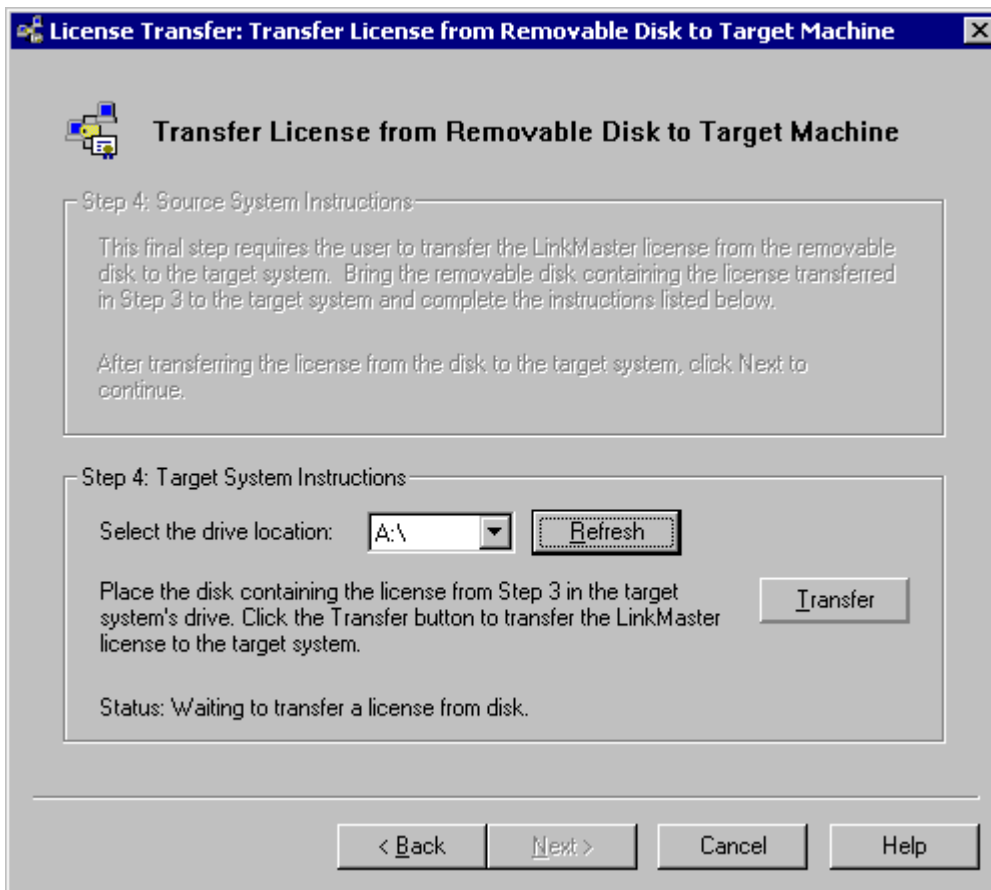 License Transfer: Transfer License from Removable Disk to Target Machine
Transfer License from Removable Disk to Target Machine
Step 4: Source System Instructions
This final step requires the user to transfer the LinkMaster license from the removable
disk to the target system.  Bring the removable disk containing the license transferred
in Step 3 to the target system and complete the instructions listed below.
After transferring the license from the disk to the target system, click Next to
continue.
Step 4: Target System Instructions
Select the drive location: A:\ Refresh
Place the disk containing the license from Step 3 in the target
system's drive. Click the Transfer button to transfer the LinkMaster
license to the target system.
Transfer
Status: Waiting to transfer a license from disk.
< Back Next > Cancel Help